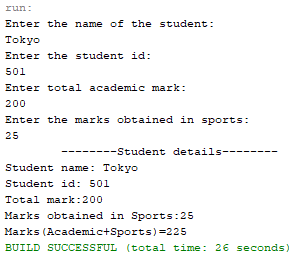 run:
Enter the name of the student:
Tokyo
Enter the student id:
501
Enter total academic mark:
200
Enter the marks obtained in sports:
25
--------Student details--------
Student name: Tokyo
Student id: 501
Total mark:200
Marks obtained in Sports:25
Marks(Academic+Sports)=225
BUILD SUCCESSFUL (total time: 26 seconds)